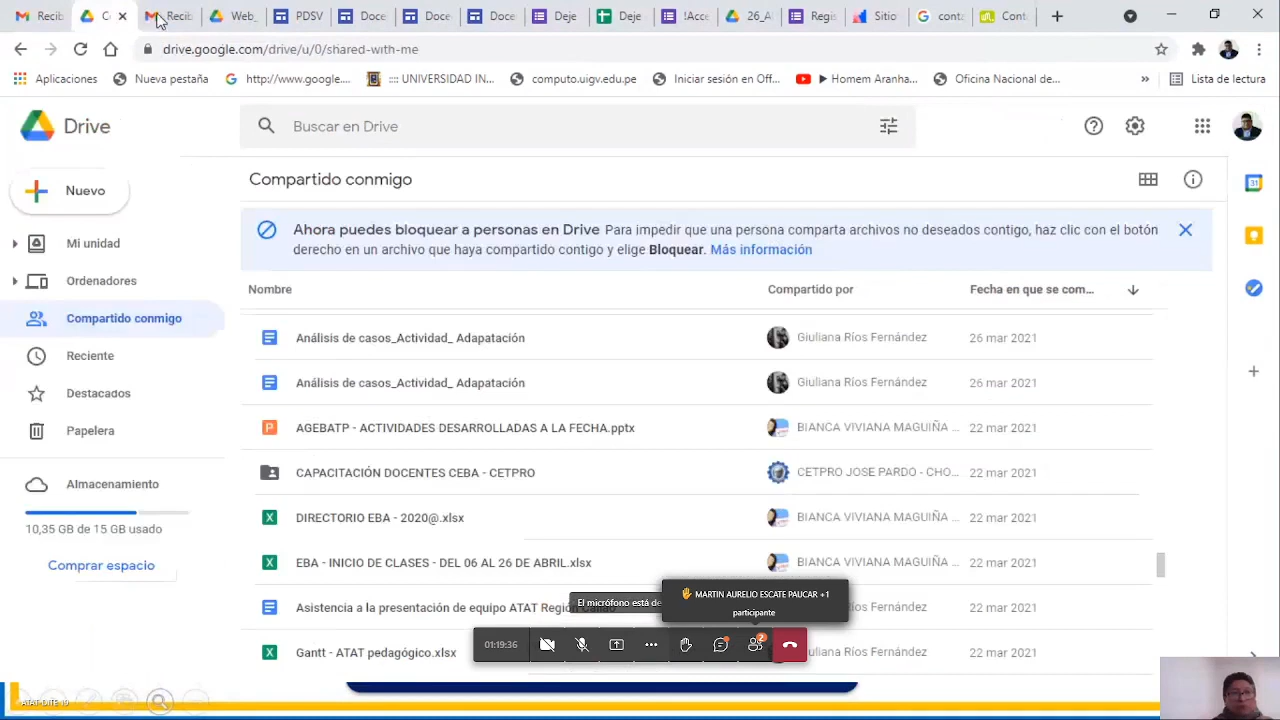 Recib
C
Recib
Web_
PDSV
Doce
Doce
Doce
Deje
Deje
!Acce
26_A
Regis
Sitio
conta
Cont
drive.google.com/drive/u/0/shared-with-me
Aplicaciones
Nueva pestaña
http://www.google....
:::: UNIVERSIDAD IN...
computo.uigv.edu.pe
Iniciar sesión en Off...
▶ Homem Aranha...
Oficina Nacional de...
»
Lista de lectura
Drive
Buscar en Drive
Nuevo
Compartido conmigo
Ahora puedes bloquear a personas en Drive Para impedir que una persona comparta archivos no deseados contigo, haz clic con el botón
derecho en un archivo que haya compartido contigo y elige Bloquear. Más información
Mi unidad
Ordenadores
Compartido conmigo
Reciente
Destacados
Papelera
Almacenamiento
10,35 GB de 15 GB usado
Comprar espacio
Nombre
Compartido por
Fecha en que se com...
Análisis de casos_Actividad_ Adapatación
Giuliana Ríos Fernández
26 mar 2021
Análisis de casos_Actividad_ Adapatación
Giuliana Ríos Fernández
26 mar 2021
AGEBATP - ACTIVIDADES DESARROLLADAS A LA FECHA.pptx
BIANCA VIVIANA MAGUIÑA ...
22 mar 2021
CAPACITACIÓN DOCENTES CEBA - CETPRO
CETPRO JOSE PARDO - CHO...
22 mar 2021
DIRECTORIO EBA - 2020@.xlsx
BIANCA VIVIANA MAGUIÑA ...
22 mar 2021
EBA - INICIO DE CLASES - DEL 06 AL 26 DE ABRIL.xlsx
BIANCA VIVIANA MAGUIÑA ...
22 mar 2021
Asistencia a la presentación de equipo ATAT Regi
22 mar 2021
Gantt - ATAT pedagógico.xlsx
uliana Ríos Fernández
22 mar 2021
El micrófono está de
MARTIN AURELIO ESCATE PAUCAR +1
participante
01:19:36
2
31
ATAT-DITE 19